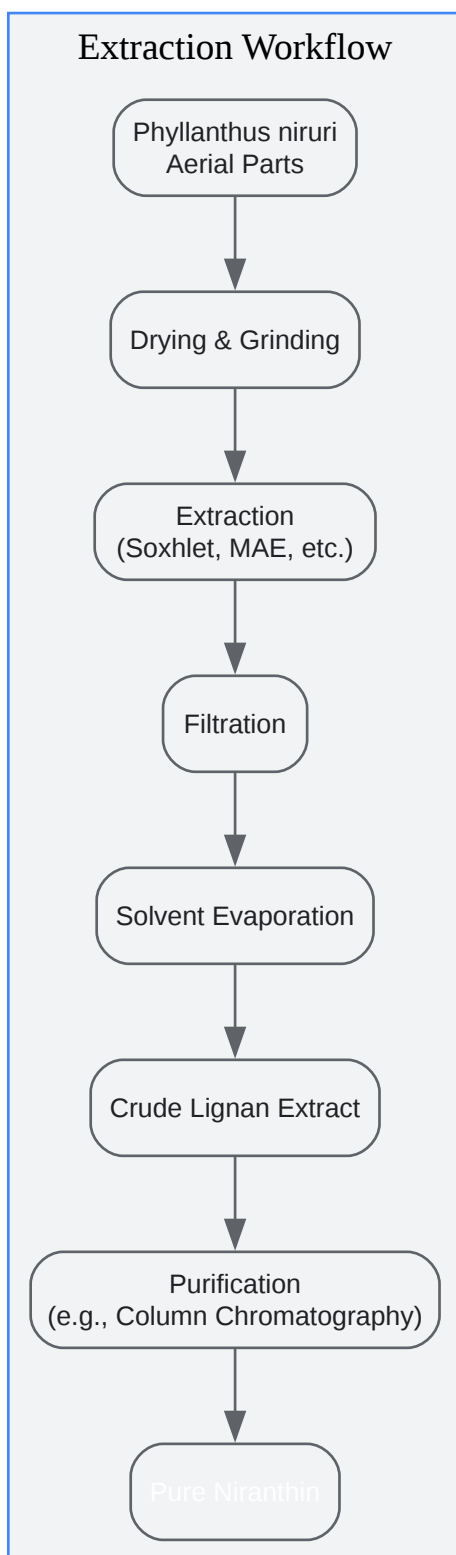 Extraction Workflow
Phyllanthus niruri
Aerial Parts
Drying & Grinding
Extraction
(Soxhlet, MAE, etc.)
Filtration
Solvent Evaporation
Crude Lignan Extract
Purification
(e.g., Column Chromatography)
Pure Niranthin